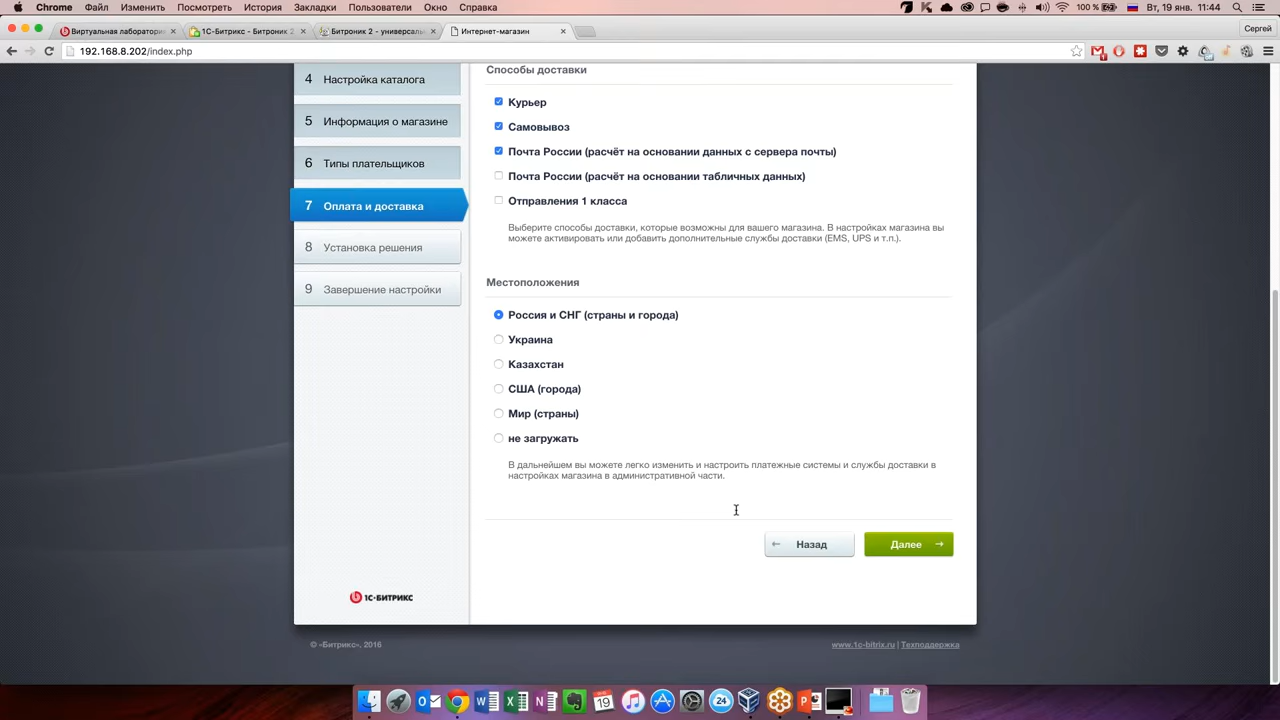 Chrome Файл Изменить Просмотреть История Закладки Пользователи Окно Справка 100 % Вт, 19 янв. 11:44
Виртуальная лаборатори 1С-Битрикс - Битроник 2 - Битроник 2 - универсаль Интернет-магазин Сергей
192.168.8.202/index.php
4 Настройка каталога
5 Информация о магазине
6 Типы плательщиков
7 Оплата и доставка
8 Установка решения
9 Завершение настройки
1С-БИТРИКС
Способы доставки
Курьер
Самовывоз
Почта России (расчёт на основании данных с сервера почты)
Почта России (расчёт на основании табличных данных)
Отправления 1 класса
Выберите способы доставки, которые возможны для вашего магазина. В настройках магазина вы
можете активировать или добавить дополнительные службы доставки (EMS, UPS и т.п.).
Местоположения
Россия и СНГ (страны и города)
Украина
Казахстан
США (города)
Мир (страны)
не загружать
В дальнейшем вы можете легко изменить и настроить платежные системы и службы доставки в
настройках магазина в административной части.
Назад Далее
© «Битрикс», 2016 www.1c-bitrix.ru | Техподдержка
19 24